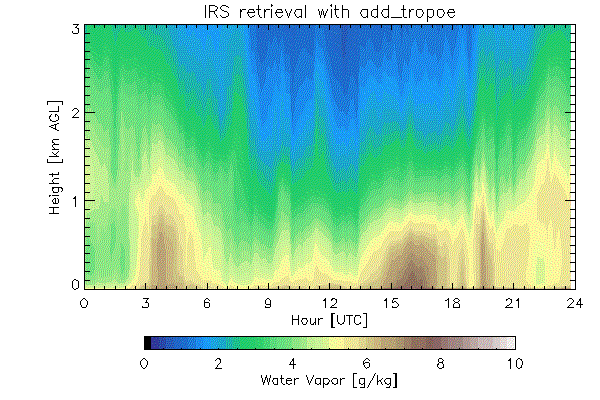 IRS retrieval with add_tropoe
3
2
1
0
Height [km AGL]
0 3 6 9 12 15 18 21 24
Hour [UTC]
0 2 4 6 8 10
Water Vapor [g/kg]